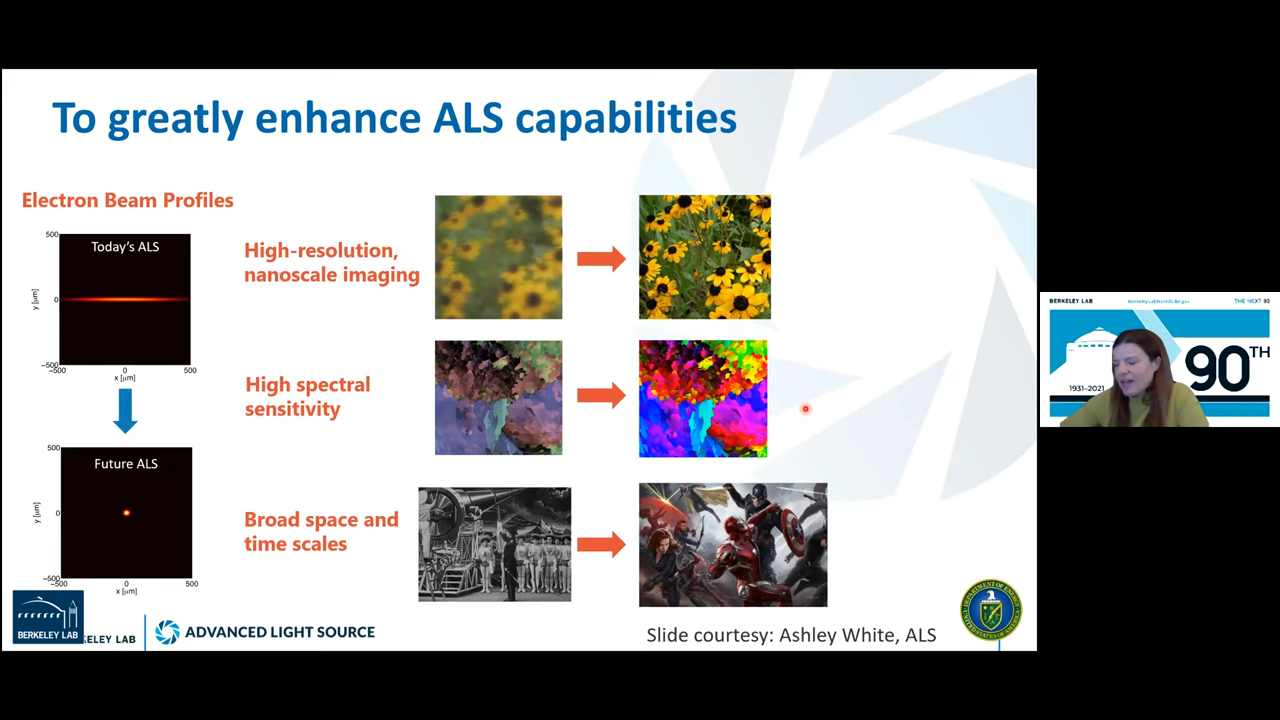 To greatly enhance ALS capabilities
Electron Beam Profiles
500
Today's ALS
0
y [μm]
-500
-500
0
500
x [μm]
500
Future ALS
0
y [μm]
-500
-500
0
500
x [μm]
High-resolution,
nanoscale imaging
High spectral
sensitivity
Broad space and
time scales
BERKELEY LAB
KELEY LAB
ADVANCED LIGHT SOURCE
Slide courtesy: Ashley White, ALS
BERKELEY LAB
THE NEXT 90
90TH
1931–2021